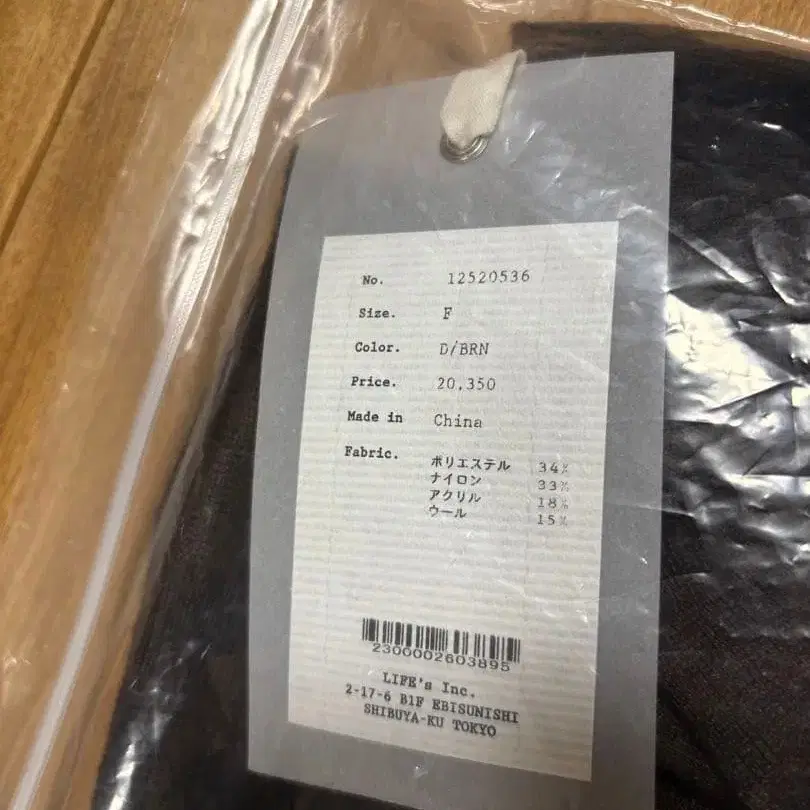 No. 12520536
Size. F
Color. D/BRN
Price. 20,350
Made in China
Fabric. ポリエステル 34%
ナイロン 33%
アクリル 18%
ウール 15%
2300002603895
LIFE's Inc.
2-17-6 B1F EBISUNISHI
SHIBUYA-KU TOKYO